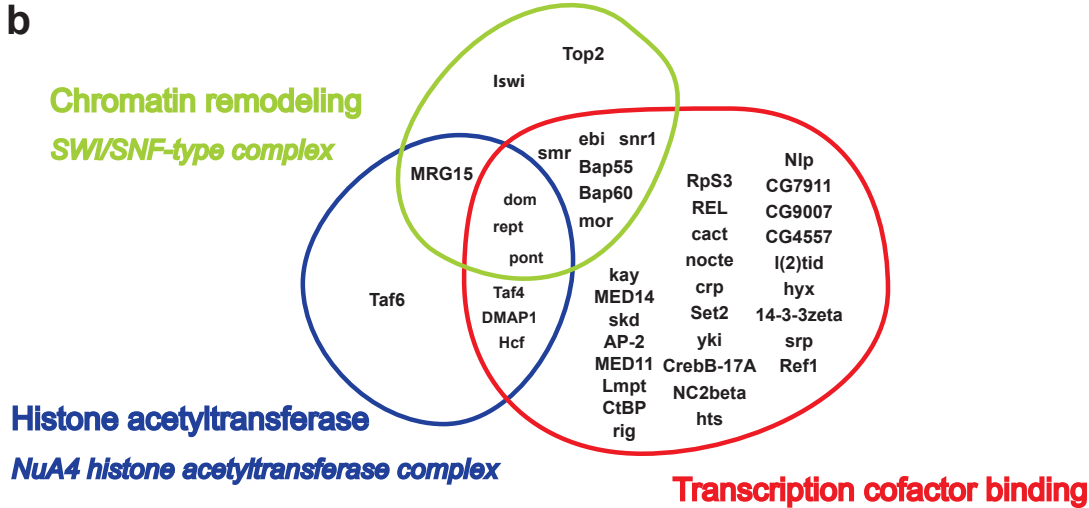 b
Top2
Iswi
Chromatin remodeling
SWI/SNF-type complex
ebi snr1
smr
Bap55
Bap60
mor
MRG15
dom
rept
pont
Taf6
Taf4
DMAP1
Hcf
kay
MED14
skd
AP-2
MED11
Lmpt
CtBP
rig
RpS3
REL
cact
nocte
crp
Set2
yki
CrebB-17A
NC2beta
hts
Nlp
CG7911
CG9007
CG4557
l(2)tid
hyx
14-3-3zeta
srp
Ref1
Histone acetyltransferase
NuA4 histone acetyltransferase complex
Transcription cofactor binding